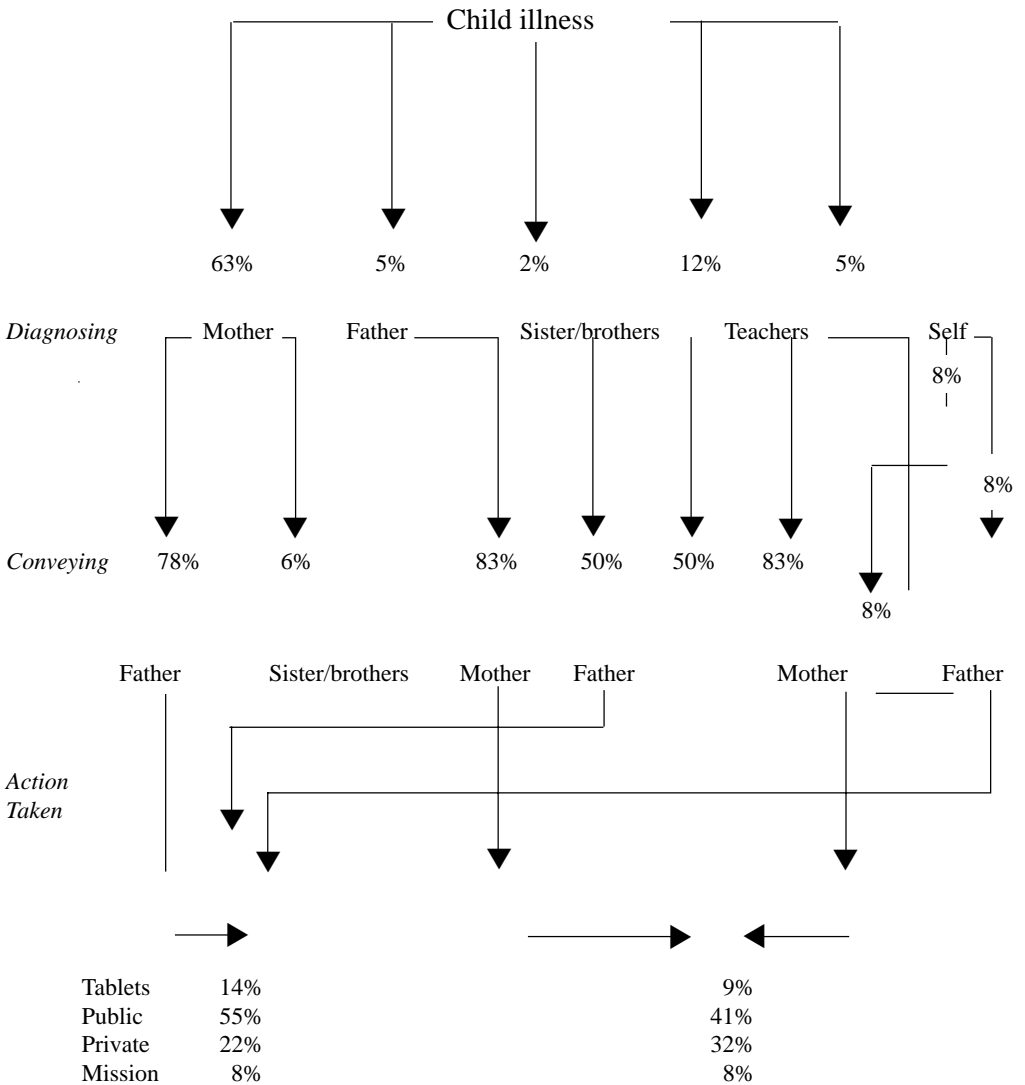 Child illness
63% 5% 2% 12% 5%
Diagnosing Mother Father Sister/brothers Teachers Self
8%
8%
Conveying 78% 6% 83% 50% 50% 83%
8%
Father Sister/brothers Mother Father Mother Father
Action
Taken
Tablets 14% 9%
Public 55% 41%
Private 22% 32%
Mission 8% 8%